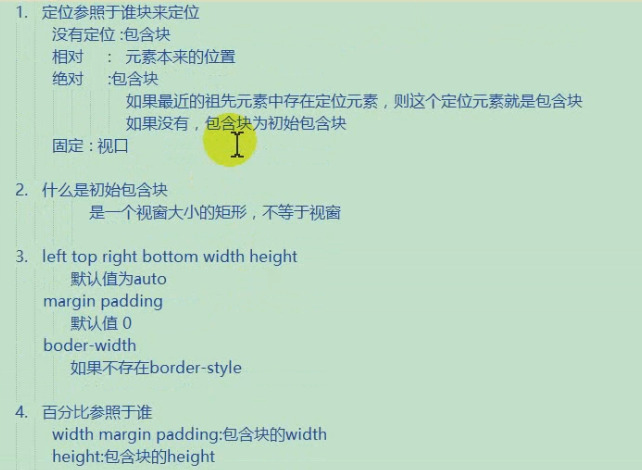 1. 定位参照于谁块来定位
没有定位 :包含块
相对 : 元素本来的位置
绝对 :包含块
如果最近的祖先元素中存在定位元素，则这个定位元素就是包含块
如果没有，包含块为初始包含块
固定 : 视口
2. 什么是初始包含块
是一个视窗大小的矩形，不等于视窗
3. left top right bottom width height
默认值为auto
margin padding
默认值 0
boder-width
如果不存在border-style
4. 百分比参照于谁
width margin padding:包含块的width
height:包含块的height